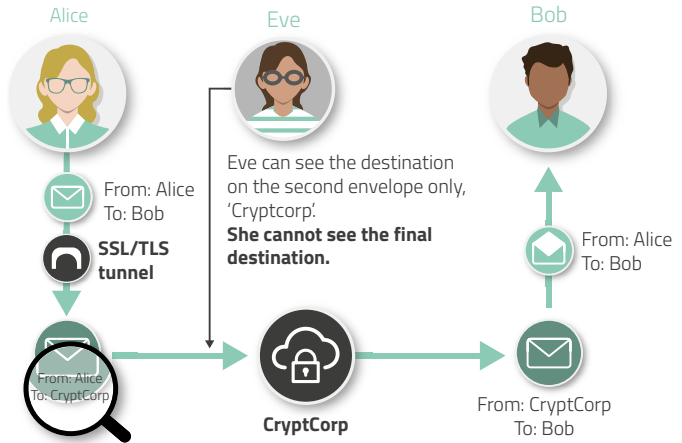 Alice
Eve
Bob
Eve can see the destination
on the second envelope only,
‘Cryptcorp’.
She cannot see the final
destination.
From: Alice
To: Bob
SSL/TLS
tunnel
From: Alice
To: Bob
From: Alice
To: CryptCorp
CryptCorp
From: CryptCorp
To: Bob